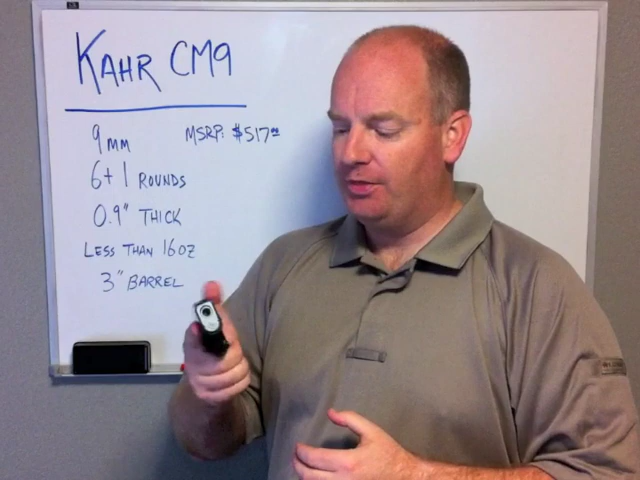 KAHR CM9
9MM
MSRP: $517.00
6+1 ROUNDS
0.9" THICK
LESS THAN 16OZ
3" BARREL